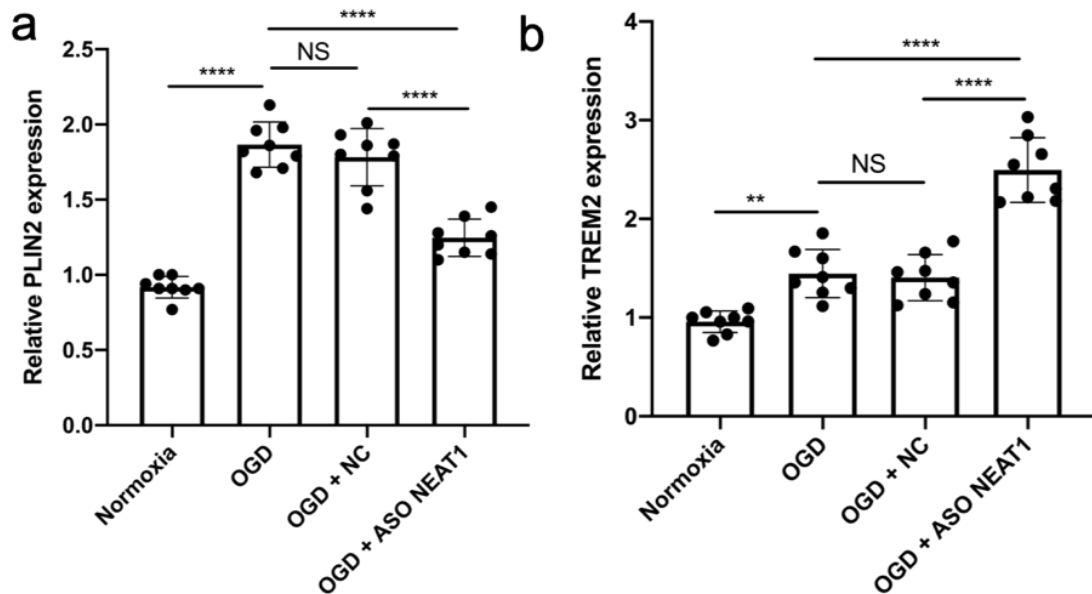 a
Relative PLIN2 expression
2.5
2.0
1.5
1.0
0.5
0.0
****
****
NS
****
Normoxia
OGD
OGD + NC
OGD + ASO NEAT1
b
Relative TREM2 expression
4
3
2
1
0
****
****
NS
**
Normoxia
OGD
OGD + NC
OGD + ASO NEAT1